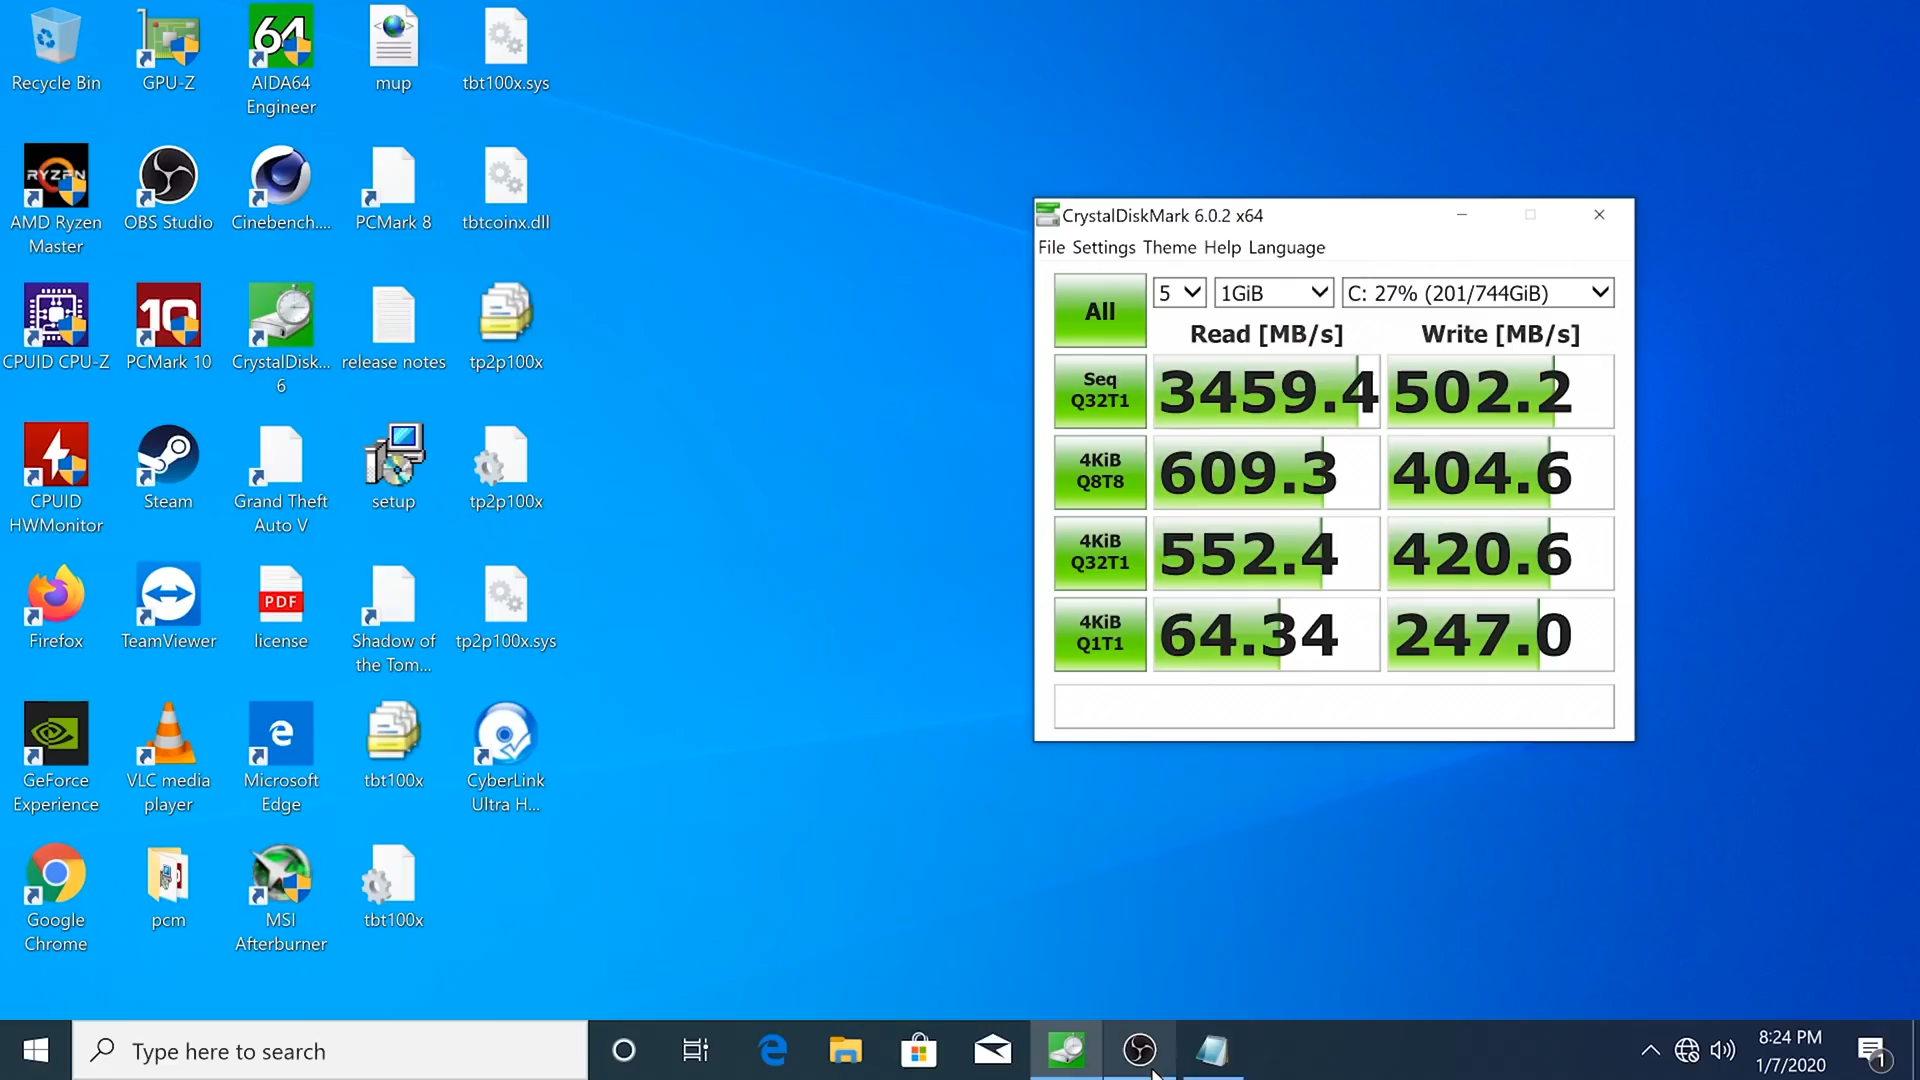 Recycle Bin
GPU-Z
64
AIDA64
Engineer
mup
tbt100x.sys
RYZEN
AMD Ryzen
Master
OBS Studio
Cinebench....
PCMark 8
tbtcoinx.dll
CPUID CPU-Z
10
PCMark 10
CrystalDisk...
6
release notes
tp2p100x
CPUID
HWMonitor
Steam
Grand Theft
Auto V
setup
tp2p100x
Firefox
TeamViewer
PDF
license
Shadow of
the Tom...
tp2p100x.sys
GeForce
Experience
VLC media
player
Microsoft
Edge
tbt100x
CyberLink
Ultra H...
Google
Chrome
pcm
MSI
Afterburner
tbt100x
CrystalDiskMark 6.0.2 x64
File Settings Theme Help Language
All
5
1GiB
C: 27% (201/744GiB)
Read [MB/s]
Write [MB/s]
Seq
Q32T1
3459.4
502.2
4KiB
Q8T8
609.3
404.6
4KiB
Q32T1
552.4
420.6
4KiB
Q1T1
64.34
247.0
Type here to search
8:24 PM
1/7/2020
1